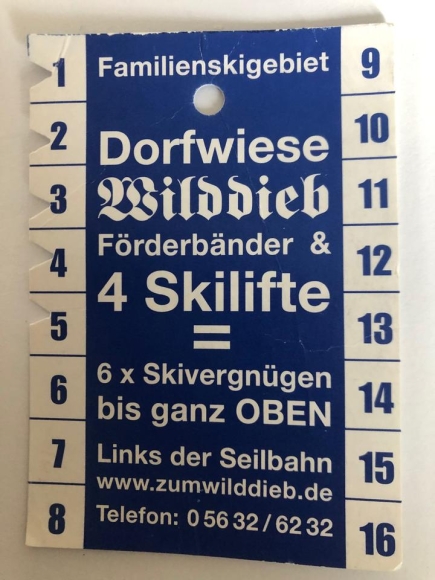 Familienskigebiet
Dorfwiese
Wilddieb
Förderbänder &
4 Skilifte
=
6 x Skivergnügen
bis ganz OBEN
Links der Seilbahn
www.zumwilddieb.de
Telefon: 0 56 32 / 62 32
1
2
3
4
5
6
7
8
9
10
11
12
13
14
15
16